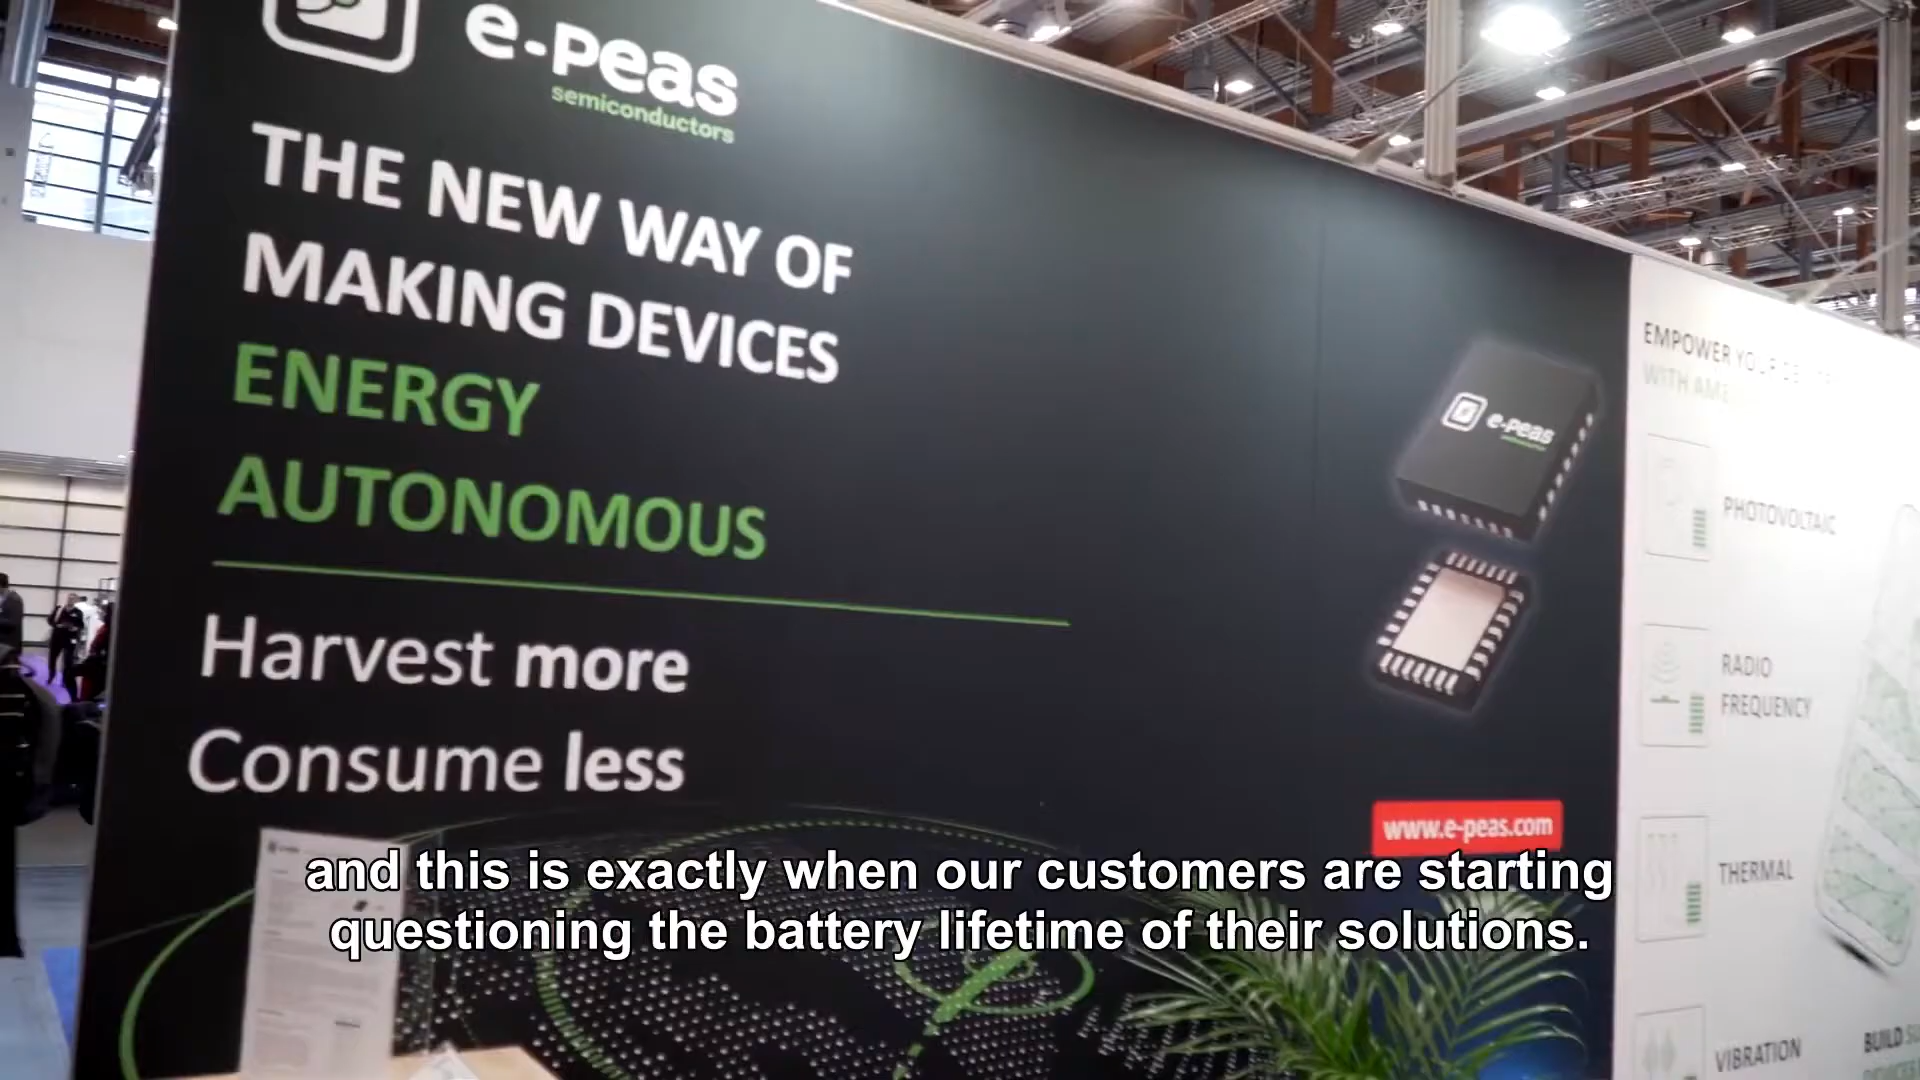 e-peas
semiconductors
THE NEW WAY OF
MAKING DEVICES
ENERGY
AUTONOMOUS
Harvest more
Consume less
e-peas
www.e-peas.com
EMPOWER YOUR
WITH
PHOTOVOLTAIC
RADIO
FREQUENCY
THERMAL
VIBRATION
BUILD
and this is exactly when our customers are starting
questioning the battery lifetime of their solutions.